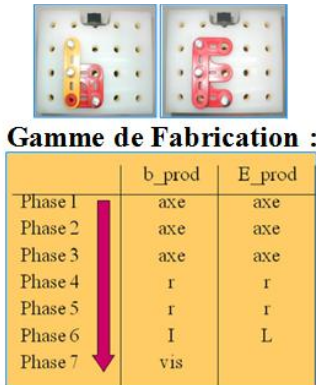 Gamme de Fabrication :
b_prod E_prod
Phase 1 axe axe
Phase 2 axe axe
Phase 3 axe axe
Phase 4 r r
Phase 5 r r
Phase 6 I L
Phase 7 vis